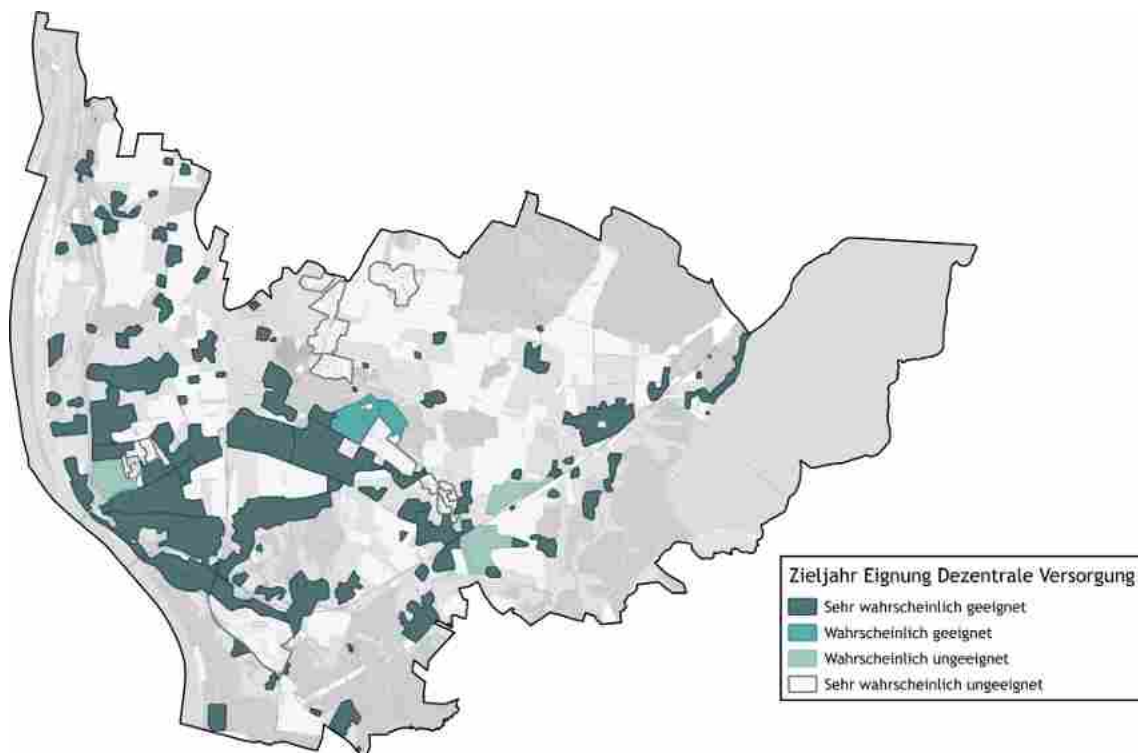 Zieljahr Eignung Dezentrale Versorgung
Sehr wahrscheinlich geeignet
Wahrscheinlich geeignet
Wahrscheinlich ungeeignet
Sehr wahrscheinlich ungeeignet